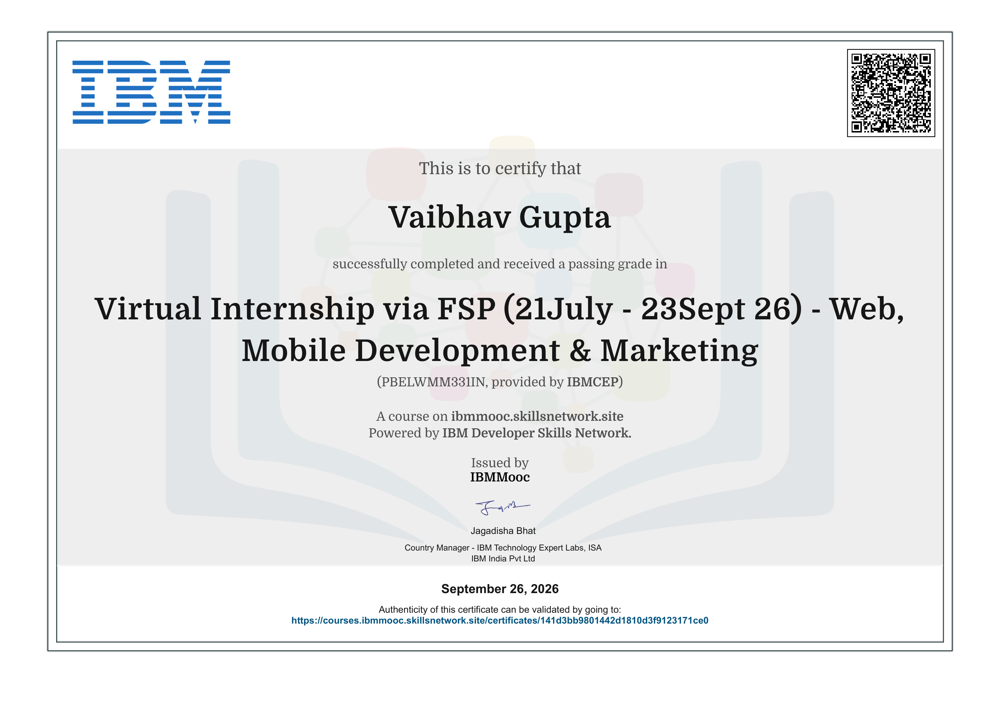 IBM
This is to certify that
Vaibhav Gupta
successfully completed and received a passing grade in
Virtual Internship via FSP (21July - 23Sept 26) - Web,
Mobile Development & Marketing
(PBELWMM331IN, provided by IBMCEP)
A course on ibmmooc.skillsnetwork.site
Powered by IBM Developer Skills Network.
Issued by
IBMMooc
Jagadisha Bhat
Country Manager - IBM Technology Expert Labs, ISA
IBM India Pvt Ltd
September 26, 2026
Authenticity of this certificate can be validated by going to:
https://courses.ibmmooc.skillsnetwork.site/certificates/141d3bb9801442d1810d3f9123171ce0